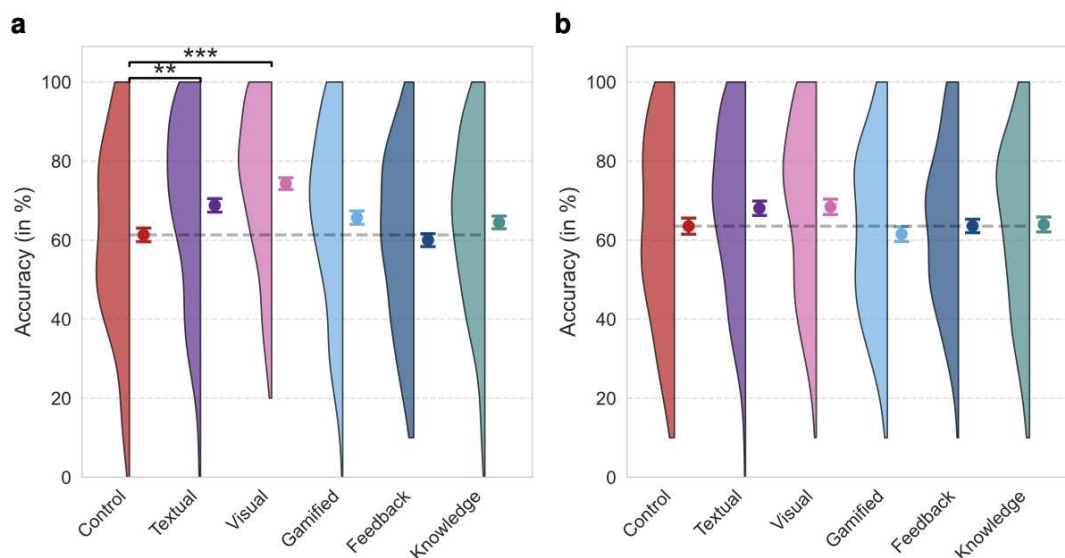 a
Accuracy (in %)
100
80
60
40
20
0
**
***
Control
Textual
Visual
Gamified
Feedback
Knowledge
b
Accuracy (in %)
100
80
60
40
20
0
Control
Textual
Visual
Gamified
Feedback
Knowledge